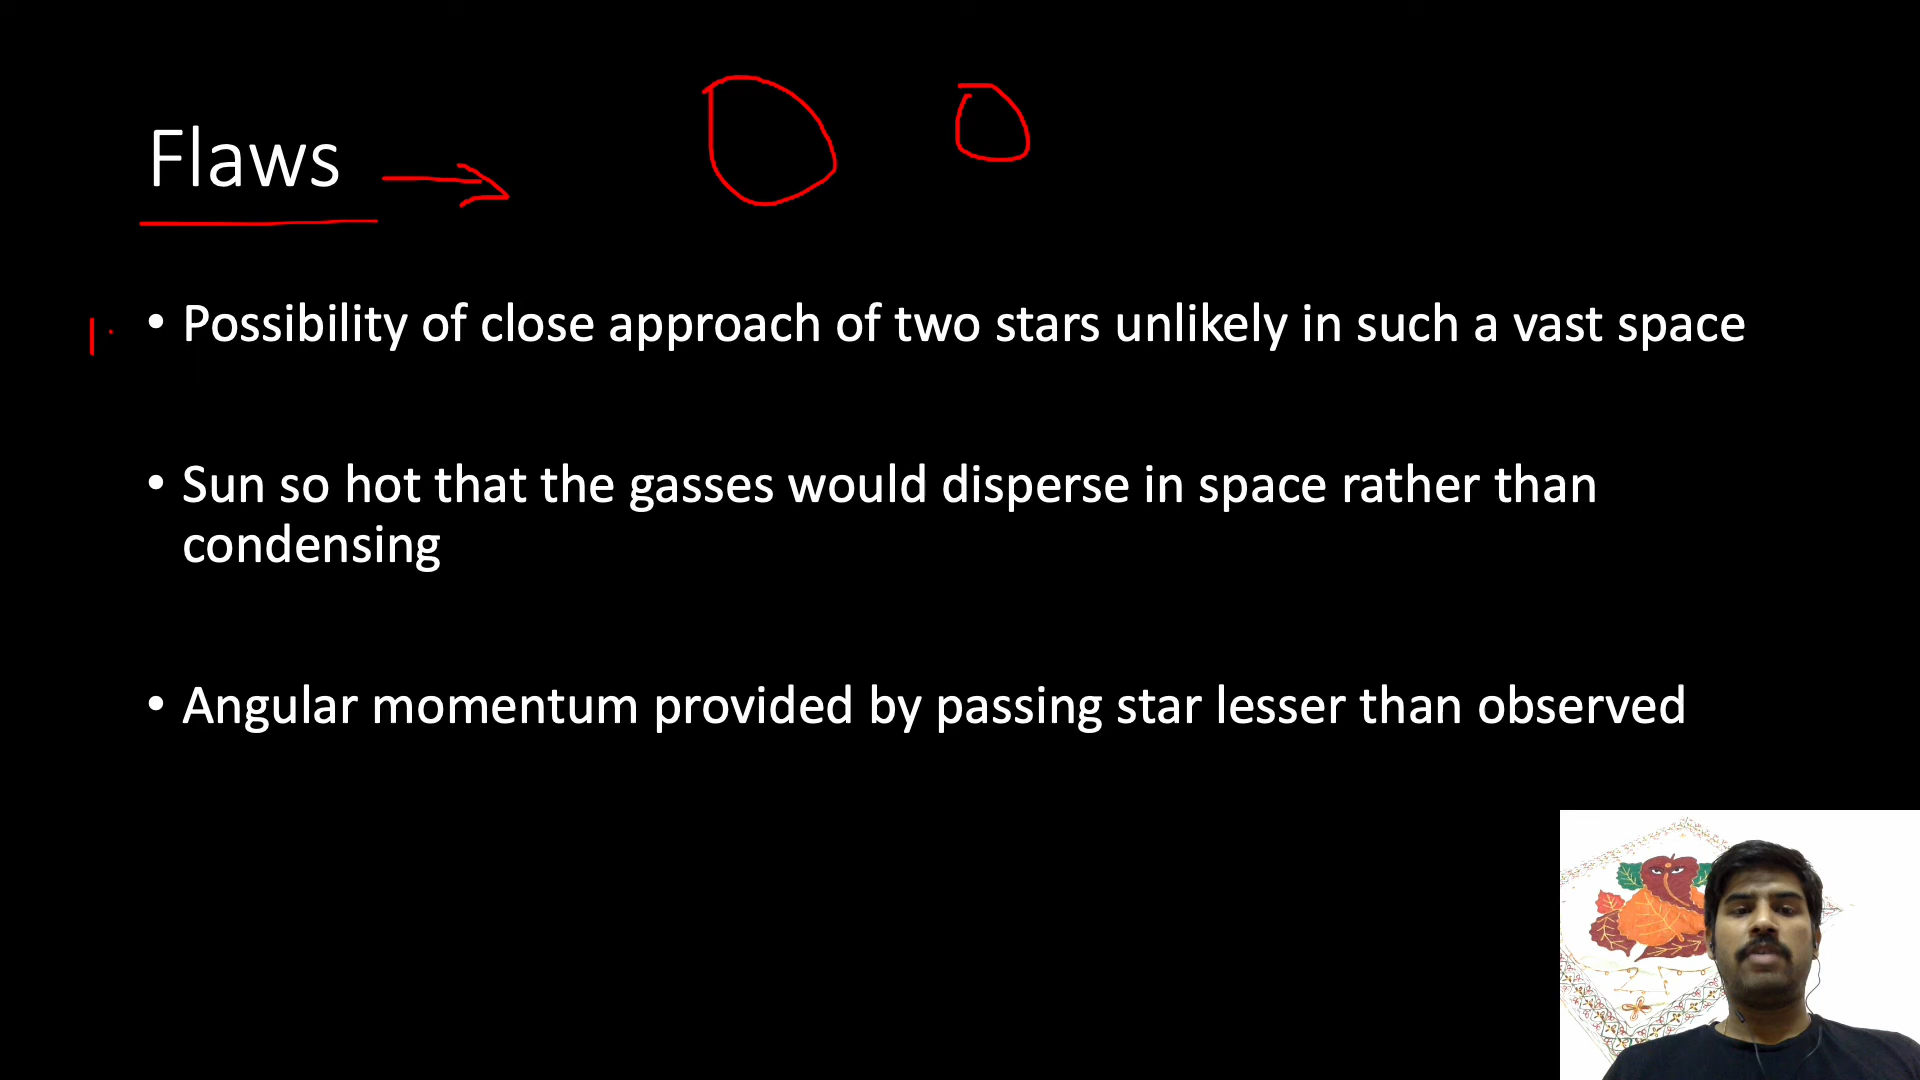 Flaws
1.
• Possibility of close approach of two stars unlikely in such a vast space
• Sun so hot that the gasses would disperse in space rather than
condensing
• Angular momentum provided by passing star lesser than observed